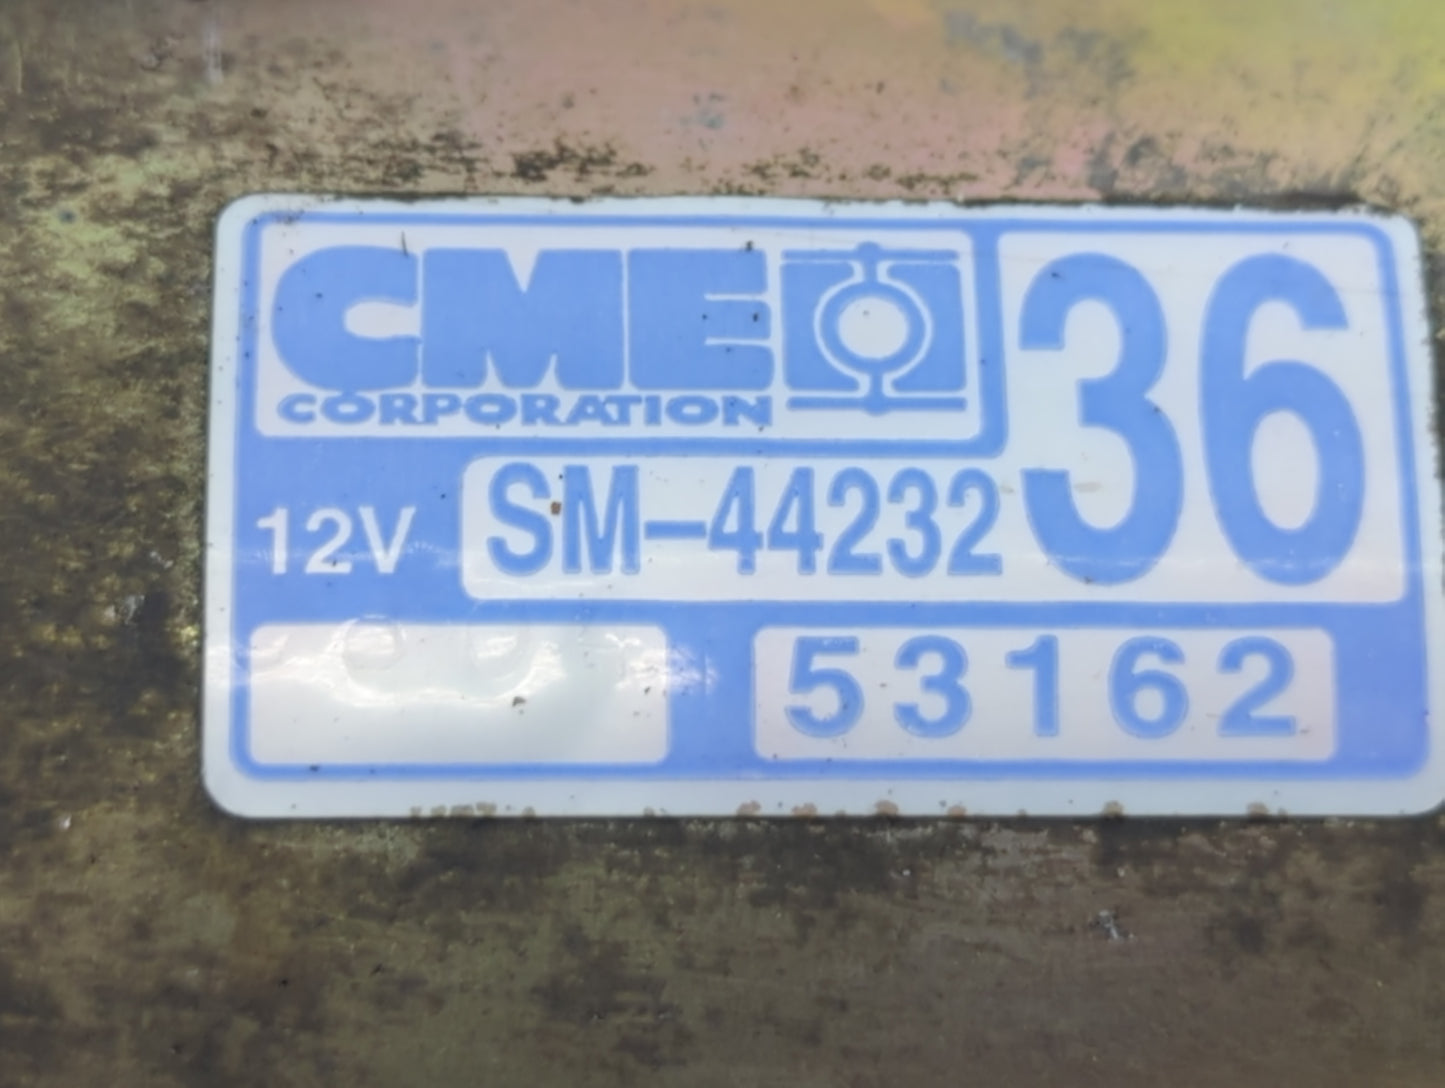 CME
CORPORATION
36
12V
SM-44232
53162